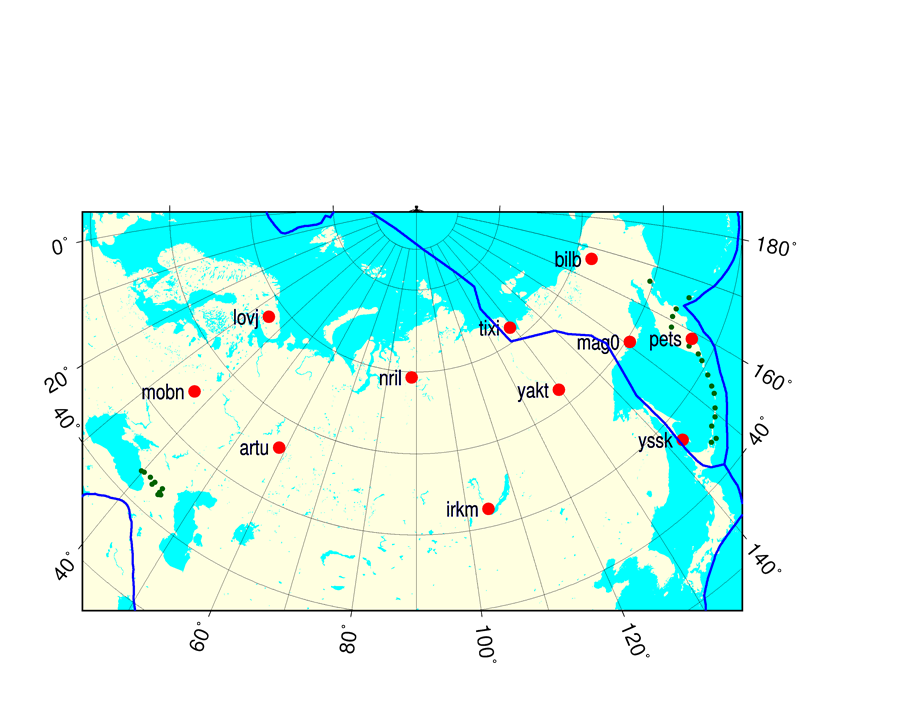 0°
180°
bilb
lovj
tixi
mag0
pets
nril
20°
160°
mobn
yakt
40°
40°
artu
yssk
irkm
40°
140°
60°
80°
100°
120°